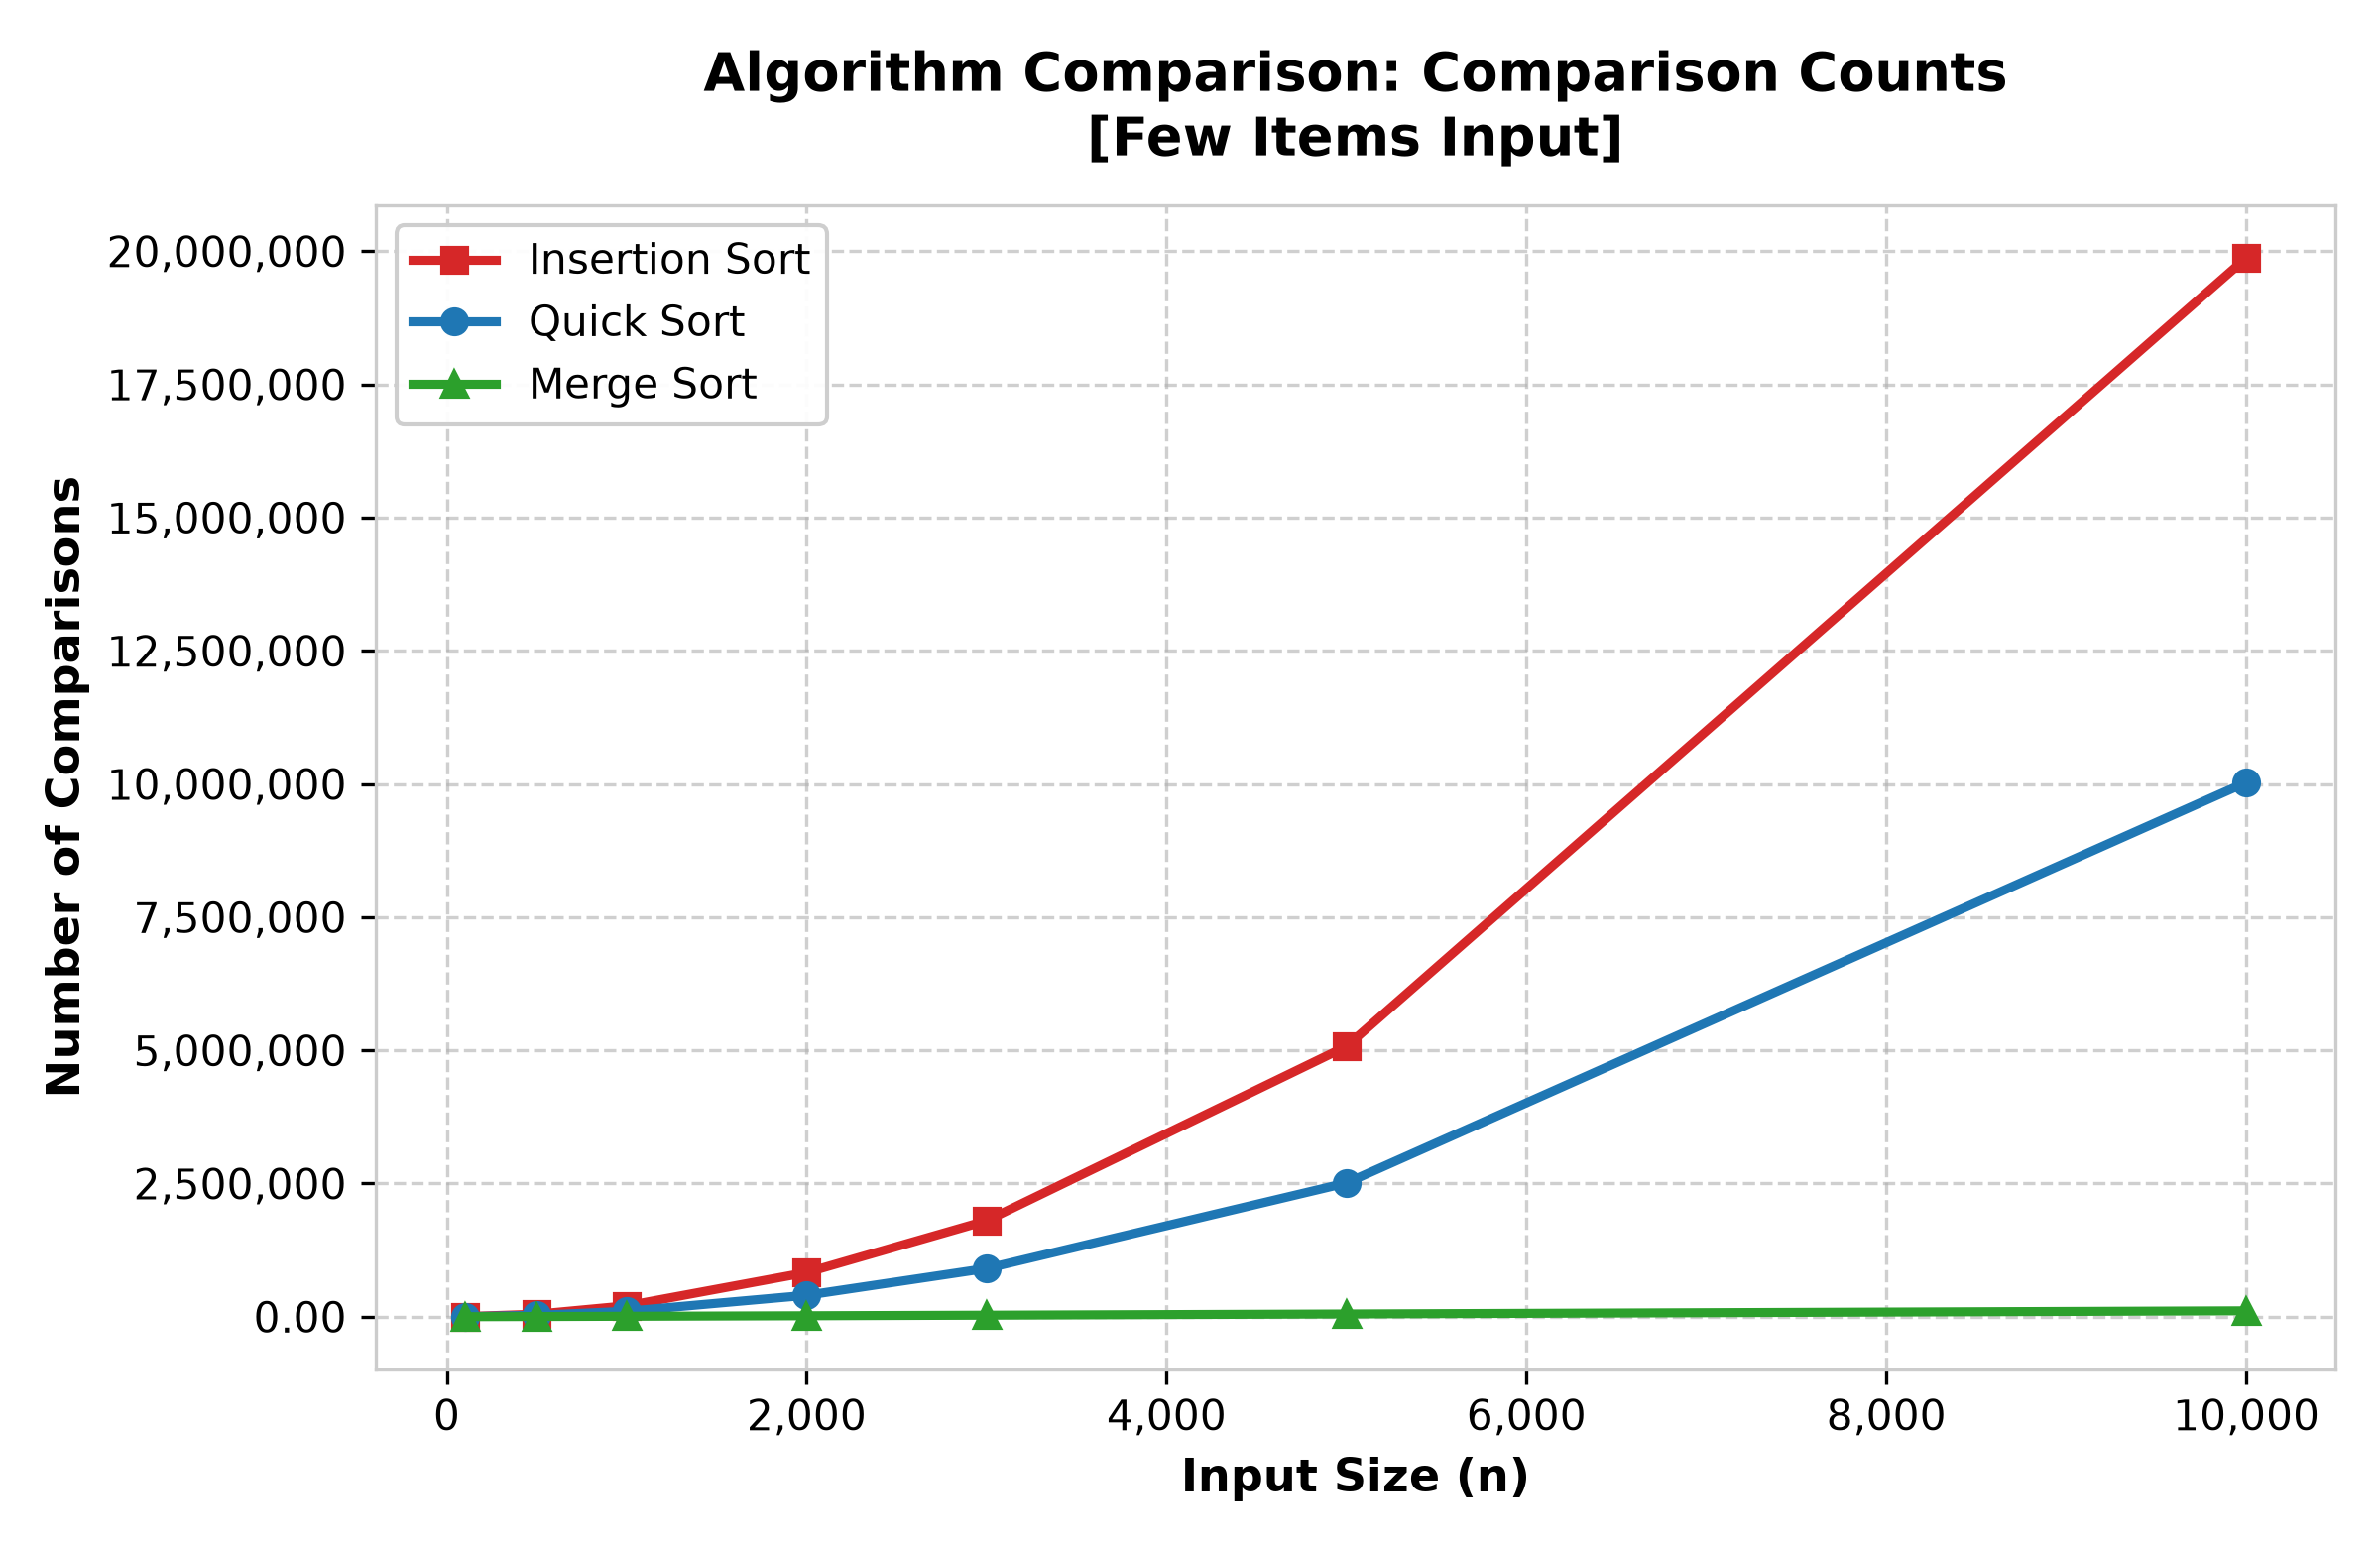 Algorithm Comparison: Comparison Counts
[Few Items Input]
Insertion Sort
Quick Sort
Merge Sort
Number of Comparisons
20,000,000
17,500,000
15,000,000
12,500,000
10,000,000
7,500,000
5,000,000
2,500,000
0.00
0 2,000 4,000 6,000 8,000 10,000
Input Size (n)